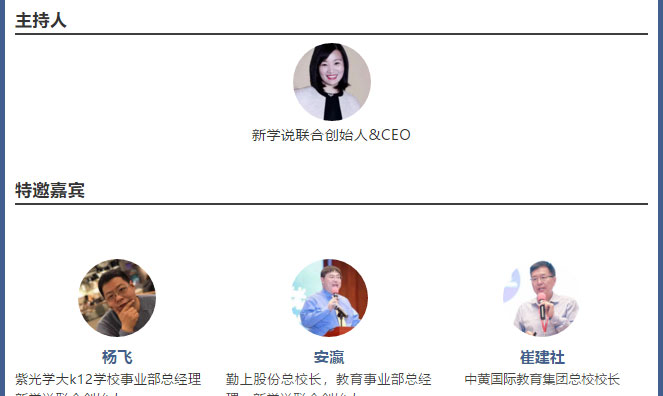 主持人
新学说联合创始人&CEO
特邀嘉宾
杨飞
安瀛
崔建社
紫光学大k12学校事业部总经理
勤上股份总校长，教育事业部总经
中黄国际教育集团总校校长